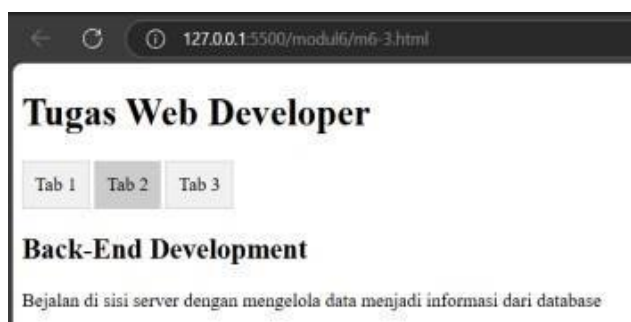 127.0.0.1:5500/modul6/m6-3.html
Tugas Web Developer
Tab 1 Tab 2 Tab 3
Back-End Development
Bejalan di sisi server dengan mengelola data menjadi informasi dari database